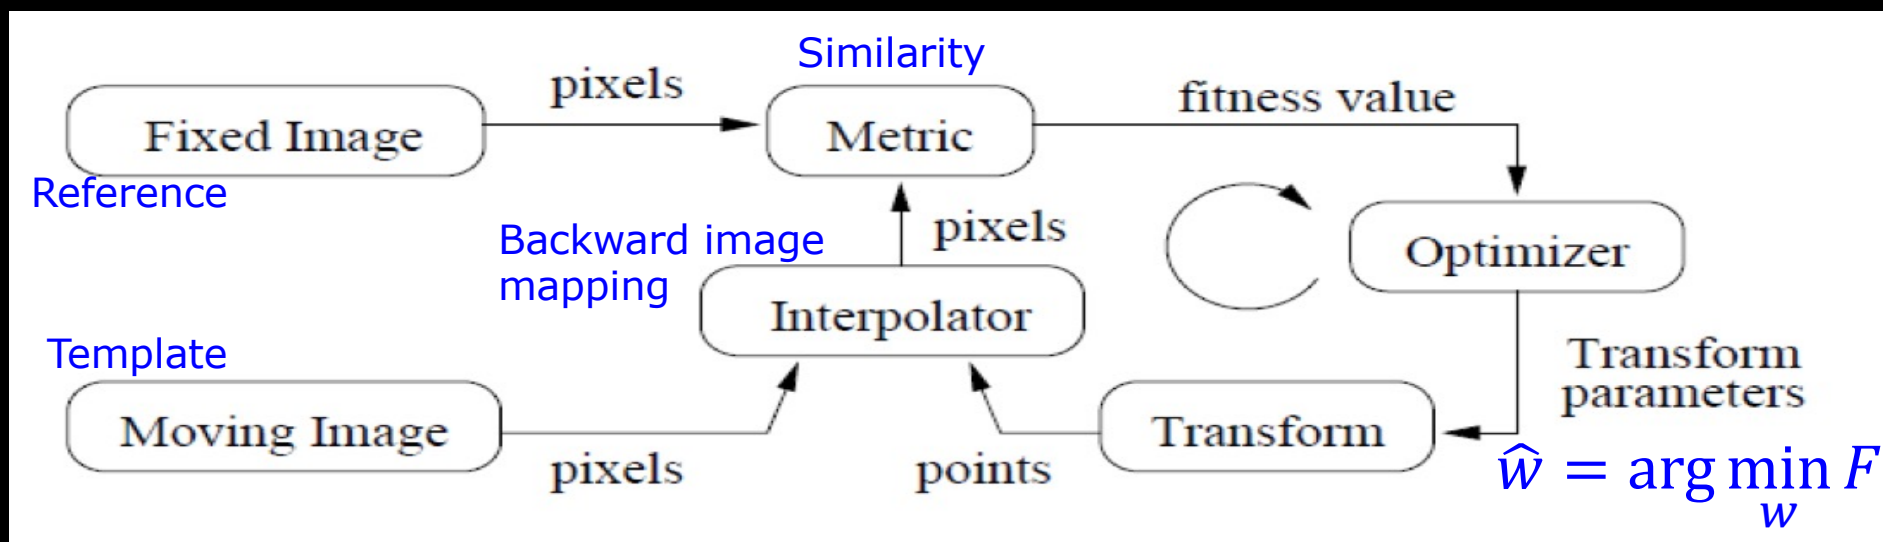 Similarity
pixels
fitness value
Fixed Image
Metric
Reference
Backward image
mapping
pixels
Optimizer
Interpolator
Template
Transform
parameters
Moving Image
Transform
pixels
points
ŵ = arg min F
w